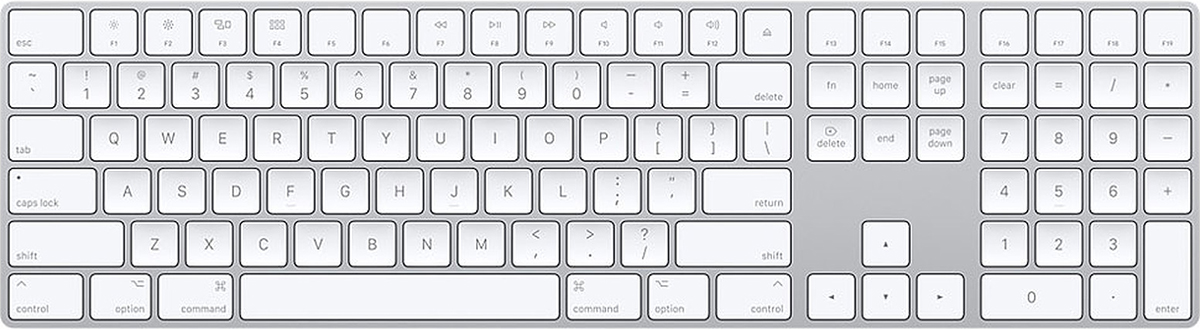 esc F1 F2 F3 F4 F5 F6 F7 F8 F9 F10 F11 F12 F13 F14 F15 F16 F17 F18 F19
~ ! @ # $ % ^ & * ( ) — +
` 1 2 3 4 5 6 7 8 9 0 - = delete fn home page up clear = / *
tab Q W E R T Y U I O P { [ } ] | \ delete end page down 7 8 9 −
caps lock A S D F G H J K L : ; " ' return 4 5 6 +
shift Z X C V B N M < , > . ? / shift ▲ 1 2 3
^ control ⌥ option ⌘ command ⌘ command ⌥ option ^ control ◄ ▼ ► 0 . enter